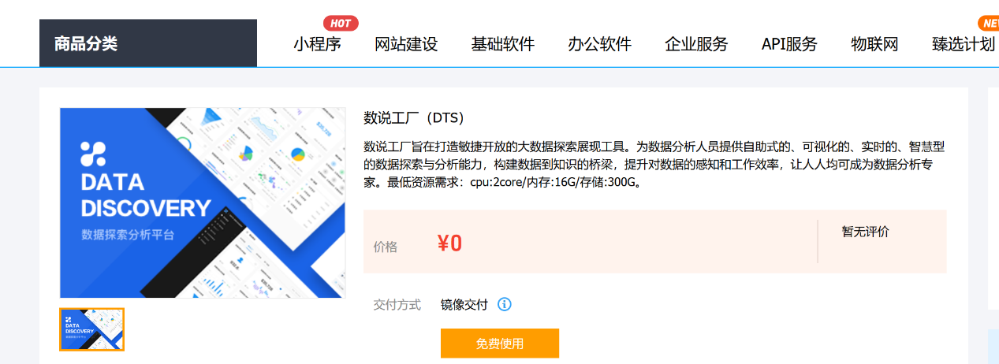 HOT
NE
商品分类
小程序
网站建设
基础软件
办公软件
企业服务
API服务
物联网
臻选计划
数说工厂（DTS）
数说工厂旨在打造敏捷开放的大数据探索展现工具。为数据分析人员提供自助式的、可视化的、实时的、智慧型
的数据探索与分析能力，构建数据到知识的桥梁，提升对数据的感知和工作效率，让人人均可成为数据分析专
家。最低资源需求：cpu:2core/内存:16G/存储:300G。
DATA
DISCOVERY
数据探索分析平台
价格
¥0
暂无评价
交付方式
镜像交付
免费使用
DATA
DISCOVERY
数据探索分析平台